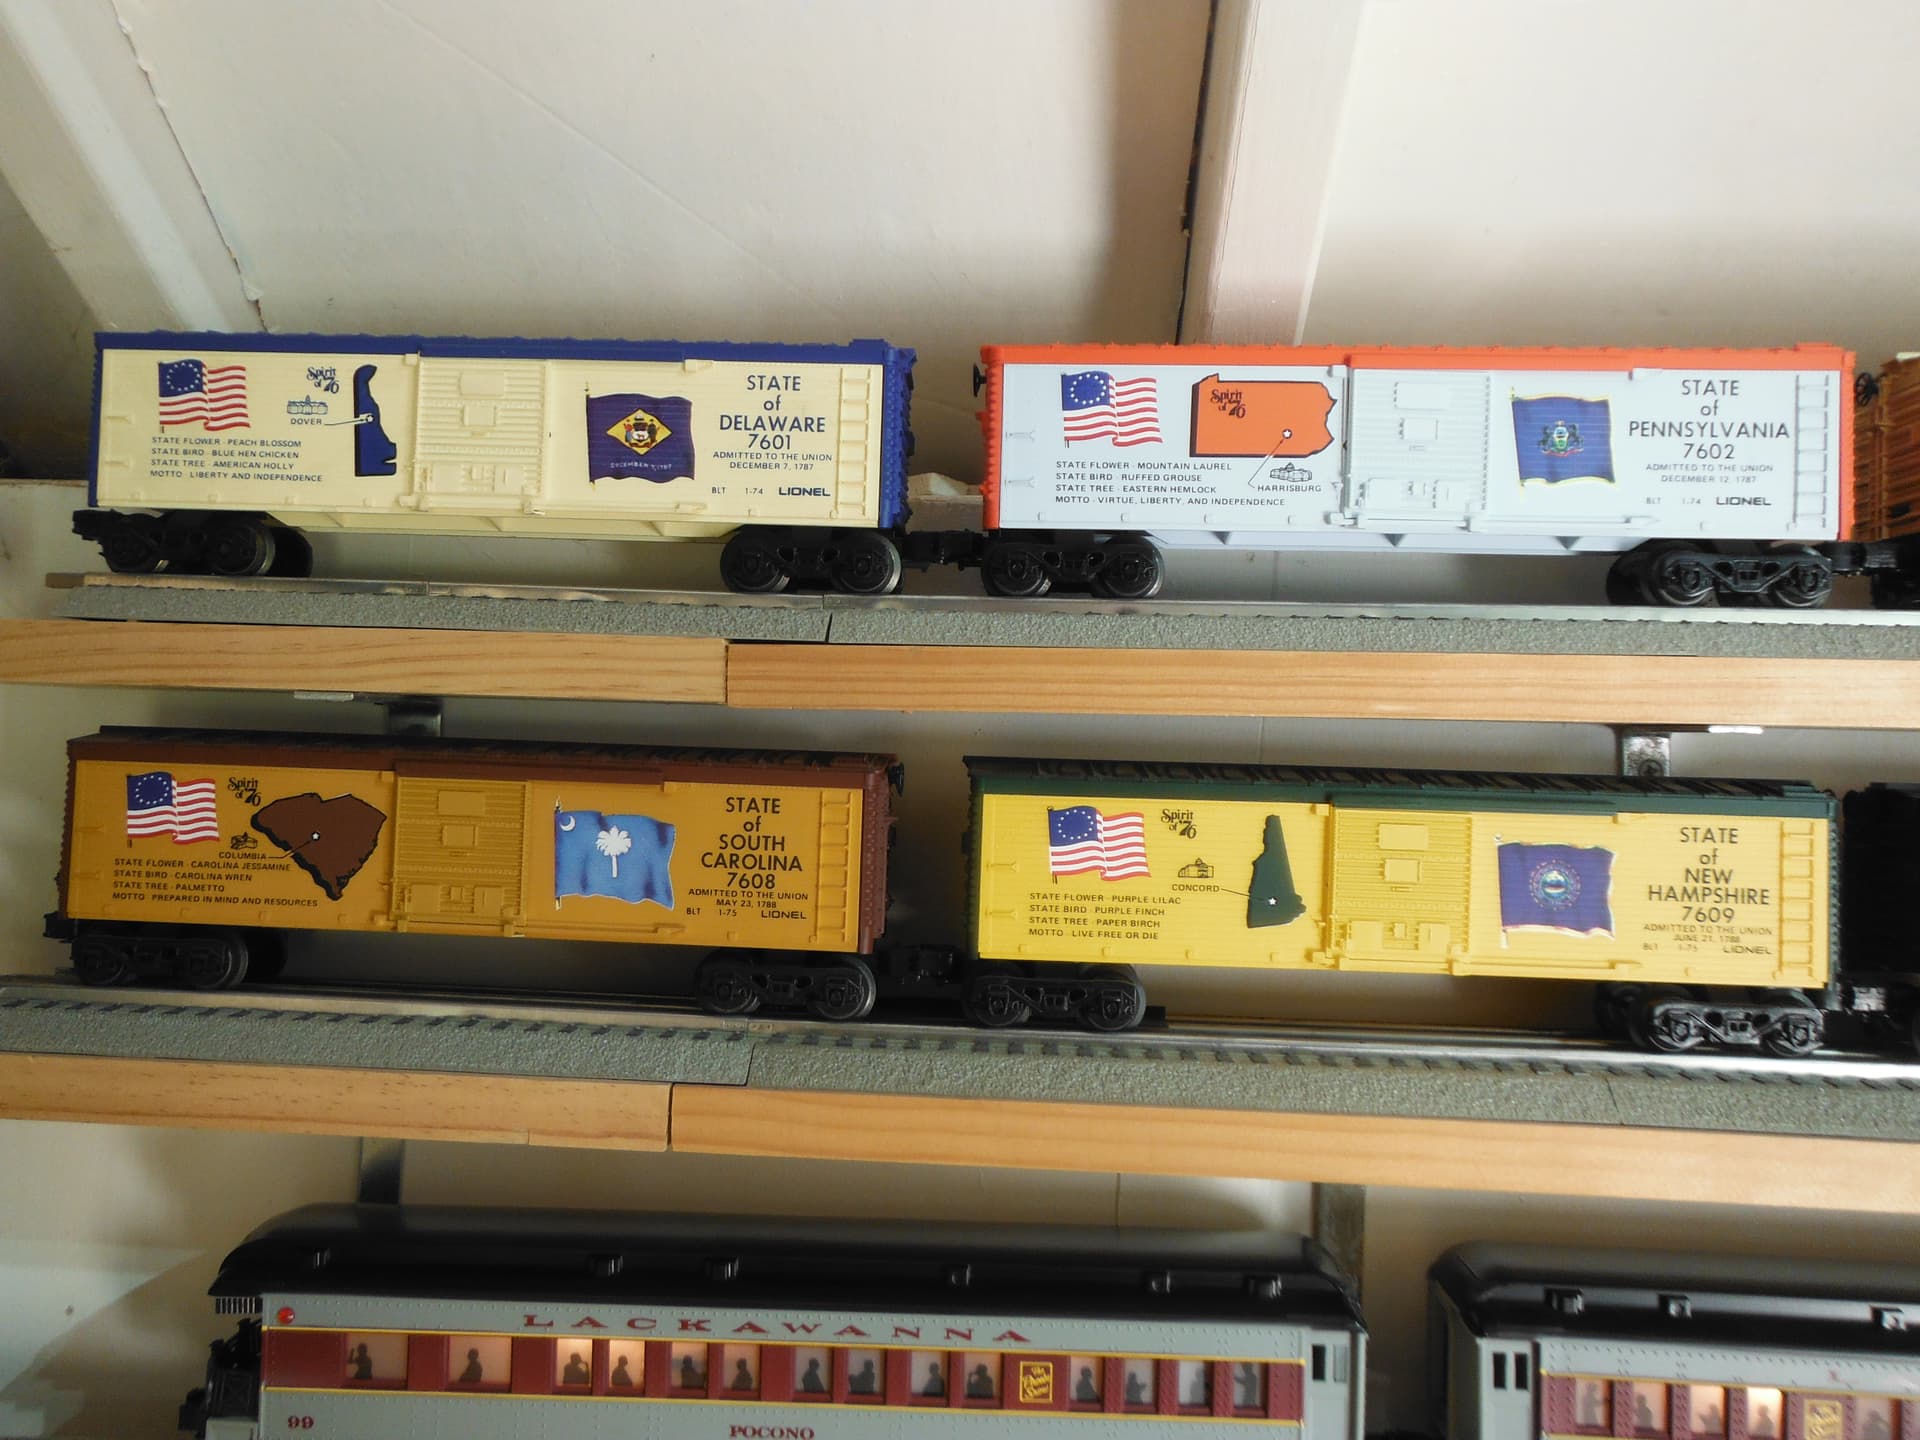 Spirit
of '76
DOVER
STATE FLOWER - PEACH BLOSSOM
STATE BIRD - BLUE HEN CHICKEN
STATE TREE - AMERICAN HOLLY
MOTTO - LIBERTY AND INDEPENDENCE
DECEMBER 7, 1787
STATE
of
DELAWARE
7601
ADMITTED TO THE UNION
DECEMBER 7, 1787
BLT 1-74 LIONEL
Spirit
of '76
STATE FLOWER - MOUNTAIN LAUREL
STATE BIRD - RUFFED GROUSE
STATE TREE - EASTERN HEMLOCK
MOTTO - VIRTUE, LIBERTY, AND INDEPENDENCE
HARRISBURG
STATE
of
PENNSYLVANIA
7602
ADMITTED TO THE UNION
DECEMBER 12, 1787
BLT 1-74 LIONEL
Spirit
of '76
COLUMBIA
STATE FLOWER - CAROLINA JESSAMINE
STATE BIRD - CAROLINA WREN
STATE TREE - PALMETTO
MOTTO - PREPARED IN MIND AND RESOURCES
STATE
of
SOUTH
CAROLINA
7608
ADMITTED TO THE UNION
MAY 23, 1788
BLT 1-75 LIONEL
Spirit
of '76
CONCORD
STATE FLOWER - PURPLE LILAC
STATE BIRD - PURPLE FINCH
STATE TREE - PAPER BIRCH
MOTTO - LIVE FREE OR DIE
STATE
of
NEW
HAMPSHIRE
7609
ADMITTED TO THE UNION
JUNE 21, 1788
BLT 1-75 LIONEL
LACKAWANNA
The
Phoebe
Snow
99
POCONO
L